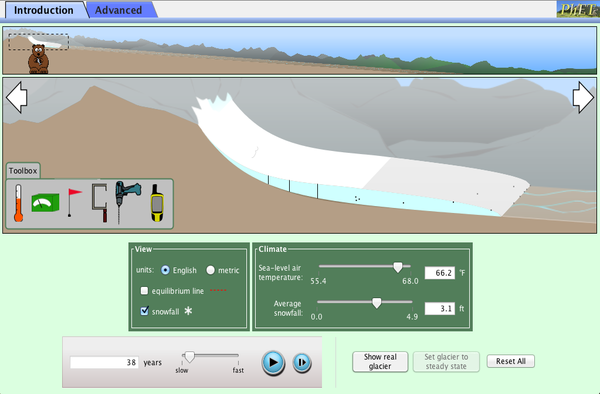 Introduction
Advanced
PhET
Toolbox
View
units: English metric
equilibrium line
snowfall
Climate
Sea-level air
temperature:
55.4 68.0
66.2 °F
Average
snowfall:
0.0 4.9
3.1 ft
38 years
slow fast
Show real
glacier
Set glacier to
steady state
Reset All